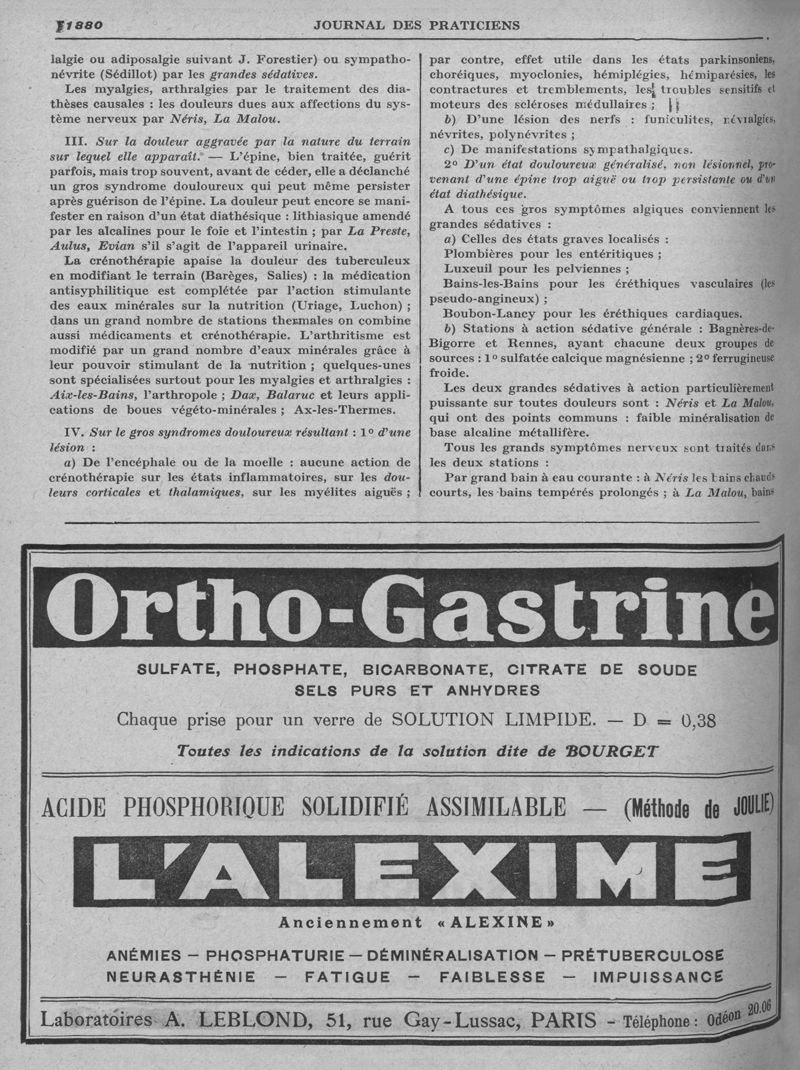 1880
JOURNAL DES PRATICIENS
lalgie ou adiposalgie suivant J. Forestier) ou sympatho-
névrite (Sédillot) par les grandes sédatives.
Les myalgies, arthralgies par le traitement des dia-
thèses causales : les douleurs dues aux affections du sys-
tème nerveux par Néris, La Malou.
III. Sur la douleur aggravée par la nature du terrain
sur lequel elle apparaît. — L'épine, bien traitée, guérit
parfois, mais trop souvent, avant de céder, elle a déclanché
un gros syndrome douloureux qui peut même persister
après guérison de l'épine. La douleur peut encore se mani-
fester en raison d'un état diathésique : lithiasique amendé
par les alcalines pour le foie et l'intestin ; par La Preste,
Aulus, Evian s'il s'agit de l'appareil urinaire.
La crénothérapie apaise la douleur des tuberculeux
en modifiant le terrain (Barèges, Salies) : la médication
antisyphilitique est complétée par l'action stimulante
des eaux minérales sur la nutrition (Uriage, Luchon) ;
dans un grand nombre de stations thermales on combine
aussi médicaments et crénothérapie. L'arthritisme est
modifié par un grand nombre d'eaux minérales grâce à
leur pouvoir stimulant de la nutrition ; quelques-unes
sont spécialisées surtout pour les myalgies et arthralgies :
Aix-les-Bains, l'arthropole ; Dax, Balaruc et leurs appli-
cations de boues végéto-minérales ; Ax-les-Thermes.
IV. Sur le gros syndromes douloureux résultant : 1º d'une
lésion :
a) De l'encéphale ou de la moelle : aucune action de
crénothérapie sur les états inflammatoires, sur les dou-
leurs corticales et thalamiques, sur les myélites aiguës ;
par contre, effet utile dans les états parkinsoniens,
choréiques, myoclonies, hémiplégies, hémiparésies, les
contractures et tremblements, les troubles sensitifs et
moteurs des scléroses médullaires ;
b) D'une lésion des nerfs : funiculites, névralgies,
névrites, polynévrites ;
c) De manifestations sympathalgiques.
2º D'un état douloureux généralisé, non lésionnel, pro-
venant d'une épine trop aiguë ou trop persistante ou d'un
état diathésique.
A tous ces gros symptômes algiques conviennent les
grandes sédatives :
a) Celles des états graves localisés :
Plombières pour les entéritiques ;
Luxeuil pour les pelviennes ;
Bains-les-Bains pour les éréthiques vasculaires (les
pseudo-angineux) ;
Boubon-Lancy pour les éréthiques cardiaques.
b) Stations à action sédative générale : Bagnères-de-
Bigorre et Rennes, ayant chacune deux groupes de
sources : 1º sulfatée calcique magnésienne ; 2º ferrugineuse
froide.
Les deux grandes sédatives à action particulièrement
puissante sur toutes douleurs sont : Néris et La Malou,
qui ont des points communs : faible minéralisation de
base alcaline métallifère.
Tous les grands symptômes nerveux sont traités dans
les deux stations :
Par grand bain à eau courante : à Néris les bains chauds
courts, les bains tempérés prolongés ; à La Malou, bains
Ortho-Gastrine
SULFATE, PHOSPHATE, BICARBONATE, CITRATE DE SOUDE
SELS PURS ET ANHYDRES
Chaque prise pour un verre de SOLUTION LIMPIDE. — D = 0,38
Toutes les indications de la solution dite de BOURGET
ACIDE PHOSPHORIQUE SOLIDIFIÉ ASSIMILABLE — (Méthode de JOULIE)
L'ALEXIME
Anciennement « ALEXINE »
ANÉMIES — PHOSPHATURIE — DÉMINÉRALISATION — PRÉTUBERCULOSE
NEURASTHÉNIE — FATIGUE — FAIBLESSE — IMPUISSANCE
Laboratoires A. LEBLOND, 51, rue Gay-Lussac, PARIS - Téléphone : Odéon 20.06